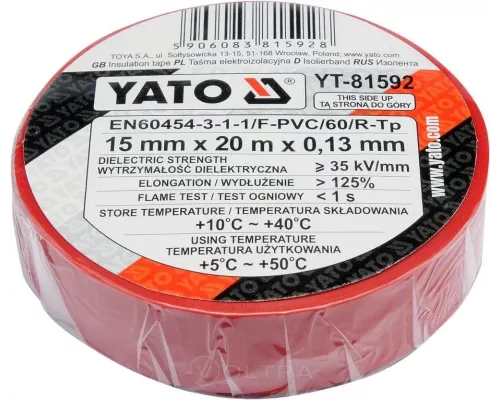 5906083815928
TOYA S.A., ul. Sołtysowicka 13-15, 51-168 Wrocław, Poland; www.yato.com
GB Insulation tape PL Taśma elektroizolacyjna D Isolierband RUS Изолента
YATO YT-81592
THIS SIDE UP
TĄ STRONĄ DO GÓRY
EN60454-3-1-1/F-PVC/60/R-Tp
15 mm x 20 m x 0,13 mm
DIELECTRIC STRENGTH
WYTRZYMAŁOŚĆ DIELEKTRYCZNA ≥ 35 kV/mm
ELONGATION / WYDŁUŻENIE > 125%
FLAME TEST / TEST OGNIOWY < 1 s
STORE TEMPERATURE / TEMPERATURA SKŁADOWANIA
+10°C ~ +40°C
USING TEMPERATURE
TEMPERATURA UŻYTKOWANIA
+5°C ~ +50°C
www.yato.com
YATO
VOLTRA